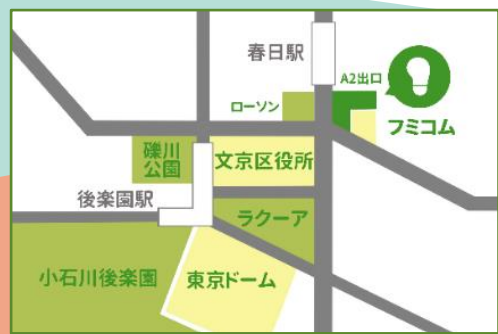 春日駅
A2出口
ローソン
フミコム
礫川
公園
文京区役所
後楽園駅
ラクーア
小石川後楽園
東京ドーム